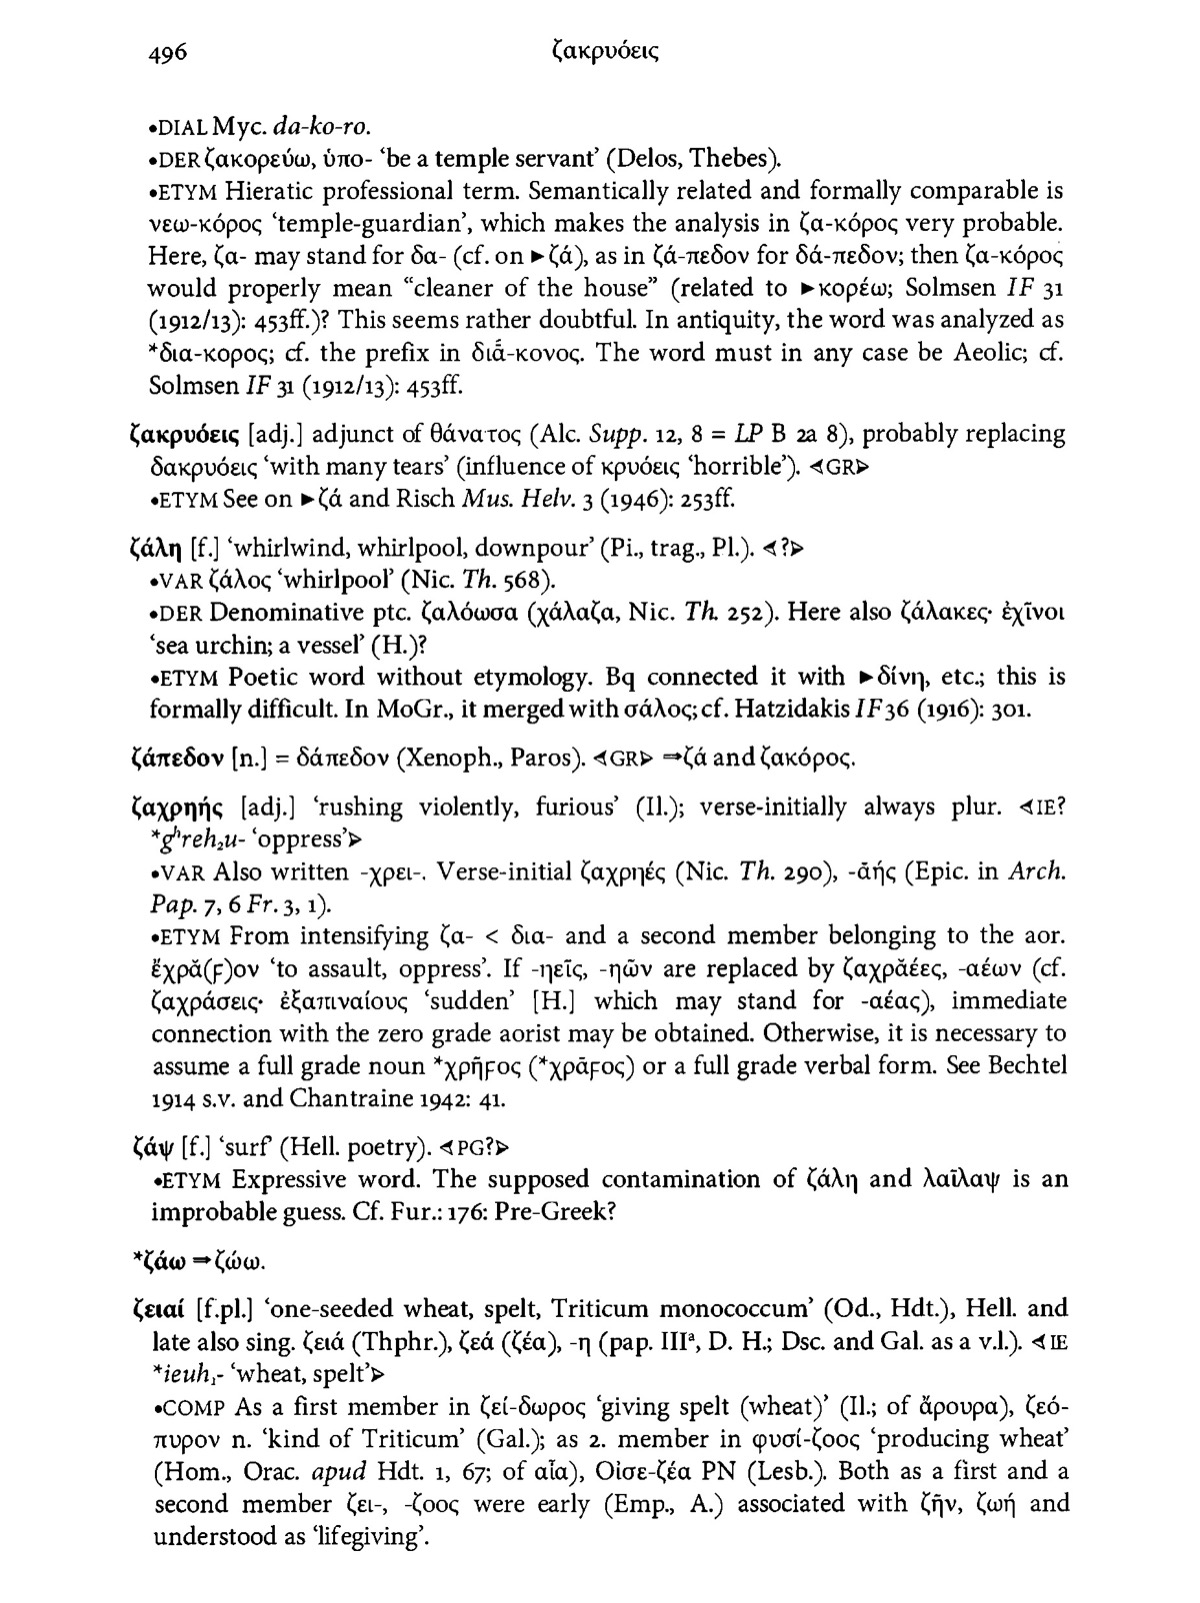 496
ζακρυόεις
•DIAL Myc. da-ko-ro.
•DER ζακορεύω, ὑπο- ‘be a temple servant’ (Delos, Thebes).
•ETYM Hieratic professional term. Semantically related and formally comparable is
νεω-κόρος ‘temple-guardian’, which makes the analysis in ζα-κόρος very probable.
Here, ζα- may stand for δα- (cf. on ►ζά), as in ζά-πεδον for δά-πεδον; then ζα-κόρος
would properly mean “cleaner of the house” (related to ►κορέω; Solmsen IF 31
(1912/13): 453ff.)? This seems rather doubtful. In antiquity, the word was analyzed as
*δια-κορος; cf. the prefix in διᾱ́-κονος. The word must in any case be Aeolic; cf.
Solmsen IF 31 (1912/13): 453ff.
ζακρυόεις [adj.] adjunct of θάνατος (Alc. Supp. 12, 8 = LP B 2a 8), probably replacing
δακρυόεις ‘with many tears’ (influence of κρυόεις ‘horrible’). ⊲GR⊳
•ETYM See on ►ζά and Risch Mus. Helv. 3 (1946): 253ff.
ζάλη [f.] ‘whirlwind, whirlpool, downpour’ (Pi., trag., Pl.). ⊲?⊳
•VAR ζάλος ‘whirlpool’ (Nic. Th. 568).
•DER Denominative ptc. ζαλόωσα (χάλαζα, Nic. Th. 252). Here also ζάλακες· ἐχῖνοι
‘sea urchin; a vessel’ (H.)?
•ETYM Poetic word without etymology. Bq connected it with ►δίνη, etc.; this is
formally difficult. In MoGr., it merged with σάλος; cf. Hatzidakis IF 36 (1916): 301.
ζάπεδον [n.] = δάπεδον (Xenoph., Paros). ⊲GR⊳ ⇒ζά and ζακόρος.
ζαχρηής [adj.] ‘rushing violently, furious’ (Il.); verse-initially always plur. ⊲IE?
*gʰreh₂u- ‘oppress’⊳
•VAR Also written -χρει-. Verse-initial ζαχρηές (Nic. Th. 290), -ᾱής (Epic. in Arch.
Pap. 7, 6 Fr. 3, 1).
•ETYM From intensifying ζα- < δια- and a second member belonging to the aor.
ἔχρᾰ(ϝ)ον ‘to assault, oppress’. If -ηεῖς, -ηῶν are replaced by ζαχρᾰέες, -αέων (cf.
ζαχράσεις· ἐξαπιναίους ‘sudden’ [H.] which may stand for -αέας), immediate
connection with the zero grade aorist may be obtained. Otherwise, it is necessary to
assume a full grade noun *χρῆϝος (*χρᾶϝος) or a full grade verbal form. See Bechtel
1914 s.v. and Chantraine 1942: 41.
ζάψ [f.] ‘surf’ (Hell. poetry). ⊲PG?⊳
•ETYM Expressive word. The supposed contamination of ζάλη and λαῖλαψ is an
improbable guess. Cf. Fur.: 176: Pre-Greek?
*ζάω ⇒ζώω.
ζειαί [f.pl.] ‘one-seeded wheat, spelt, Triticum monococcum’ (Od., Hdt.), Hell. and
late also sing. ζειά (Thphr.), ζεά (ζέα), -η (pap. IIIᵃ, D. H.; Dsc. and Gal. as a v.l.). ⊲IE
*ieuh₁- ‘wheat, spelt’⊳
•COMP As a first member in ζεί-δωρος ‘giving spelt (wheat)’ (Il.; of ἄρουρα), ζεό-
πυρον n. ‘kind of Triticum’ (Gal.); as 2. member in φυσί-ζοος ‘producing wheat’
(Hom., Orac. apud Hdt. 1, 67; of αἶα), Οἰσε-ζέα PN (Lesb.). Both as a first and a
second member ζει-, -ζοος were early (Emp., A.) associated with ζῆν, ζωή and
understood as ‘lifegiving’.